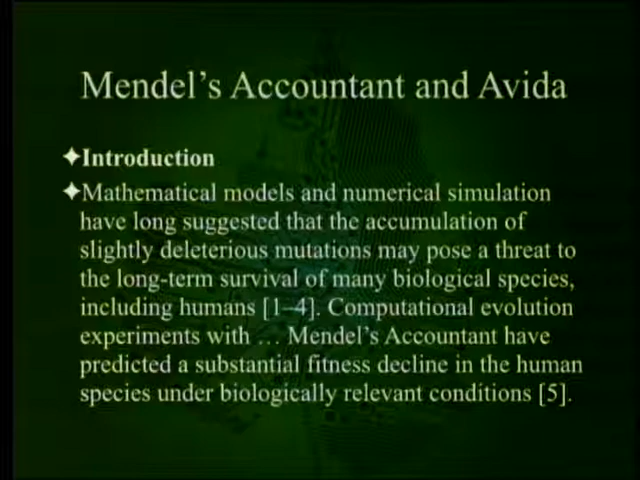 Mendel's Accountant and Avida
✦Introduction
✦Mathematical models and numerical simulation
have long suggested that the accumulation of
slightly deleterious mutations may pose a threat to
the long-term survival of many biological species,
including humans [1–4]. Computational evolution
experiments with … Mendel's Accountant have
predicted a substantial fitness decline in the human
species under biologically relevant conditions [5].